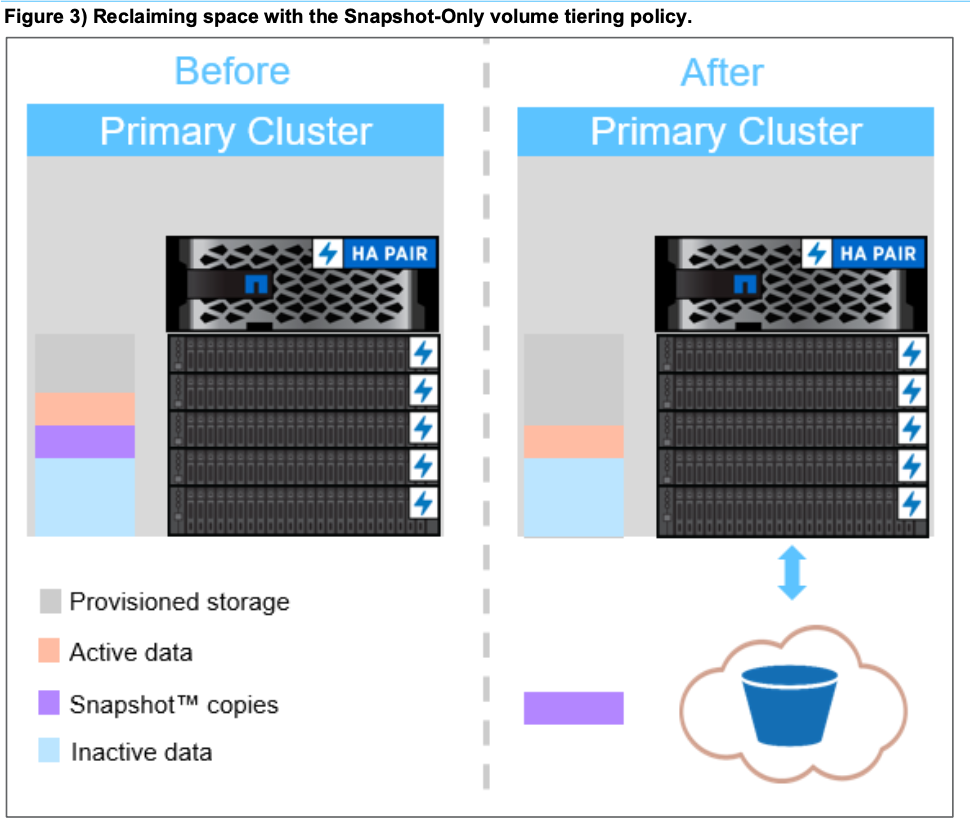 Figure 3) Reclaiming space with the Snapshot-Only volume tiering policy.
Before
Primary Cluster
HA PAIR
Provisioned storage
Active data
Snapshot™ copies
Inactive data
After
Primary Cluster
HA PAIR